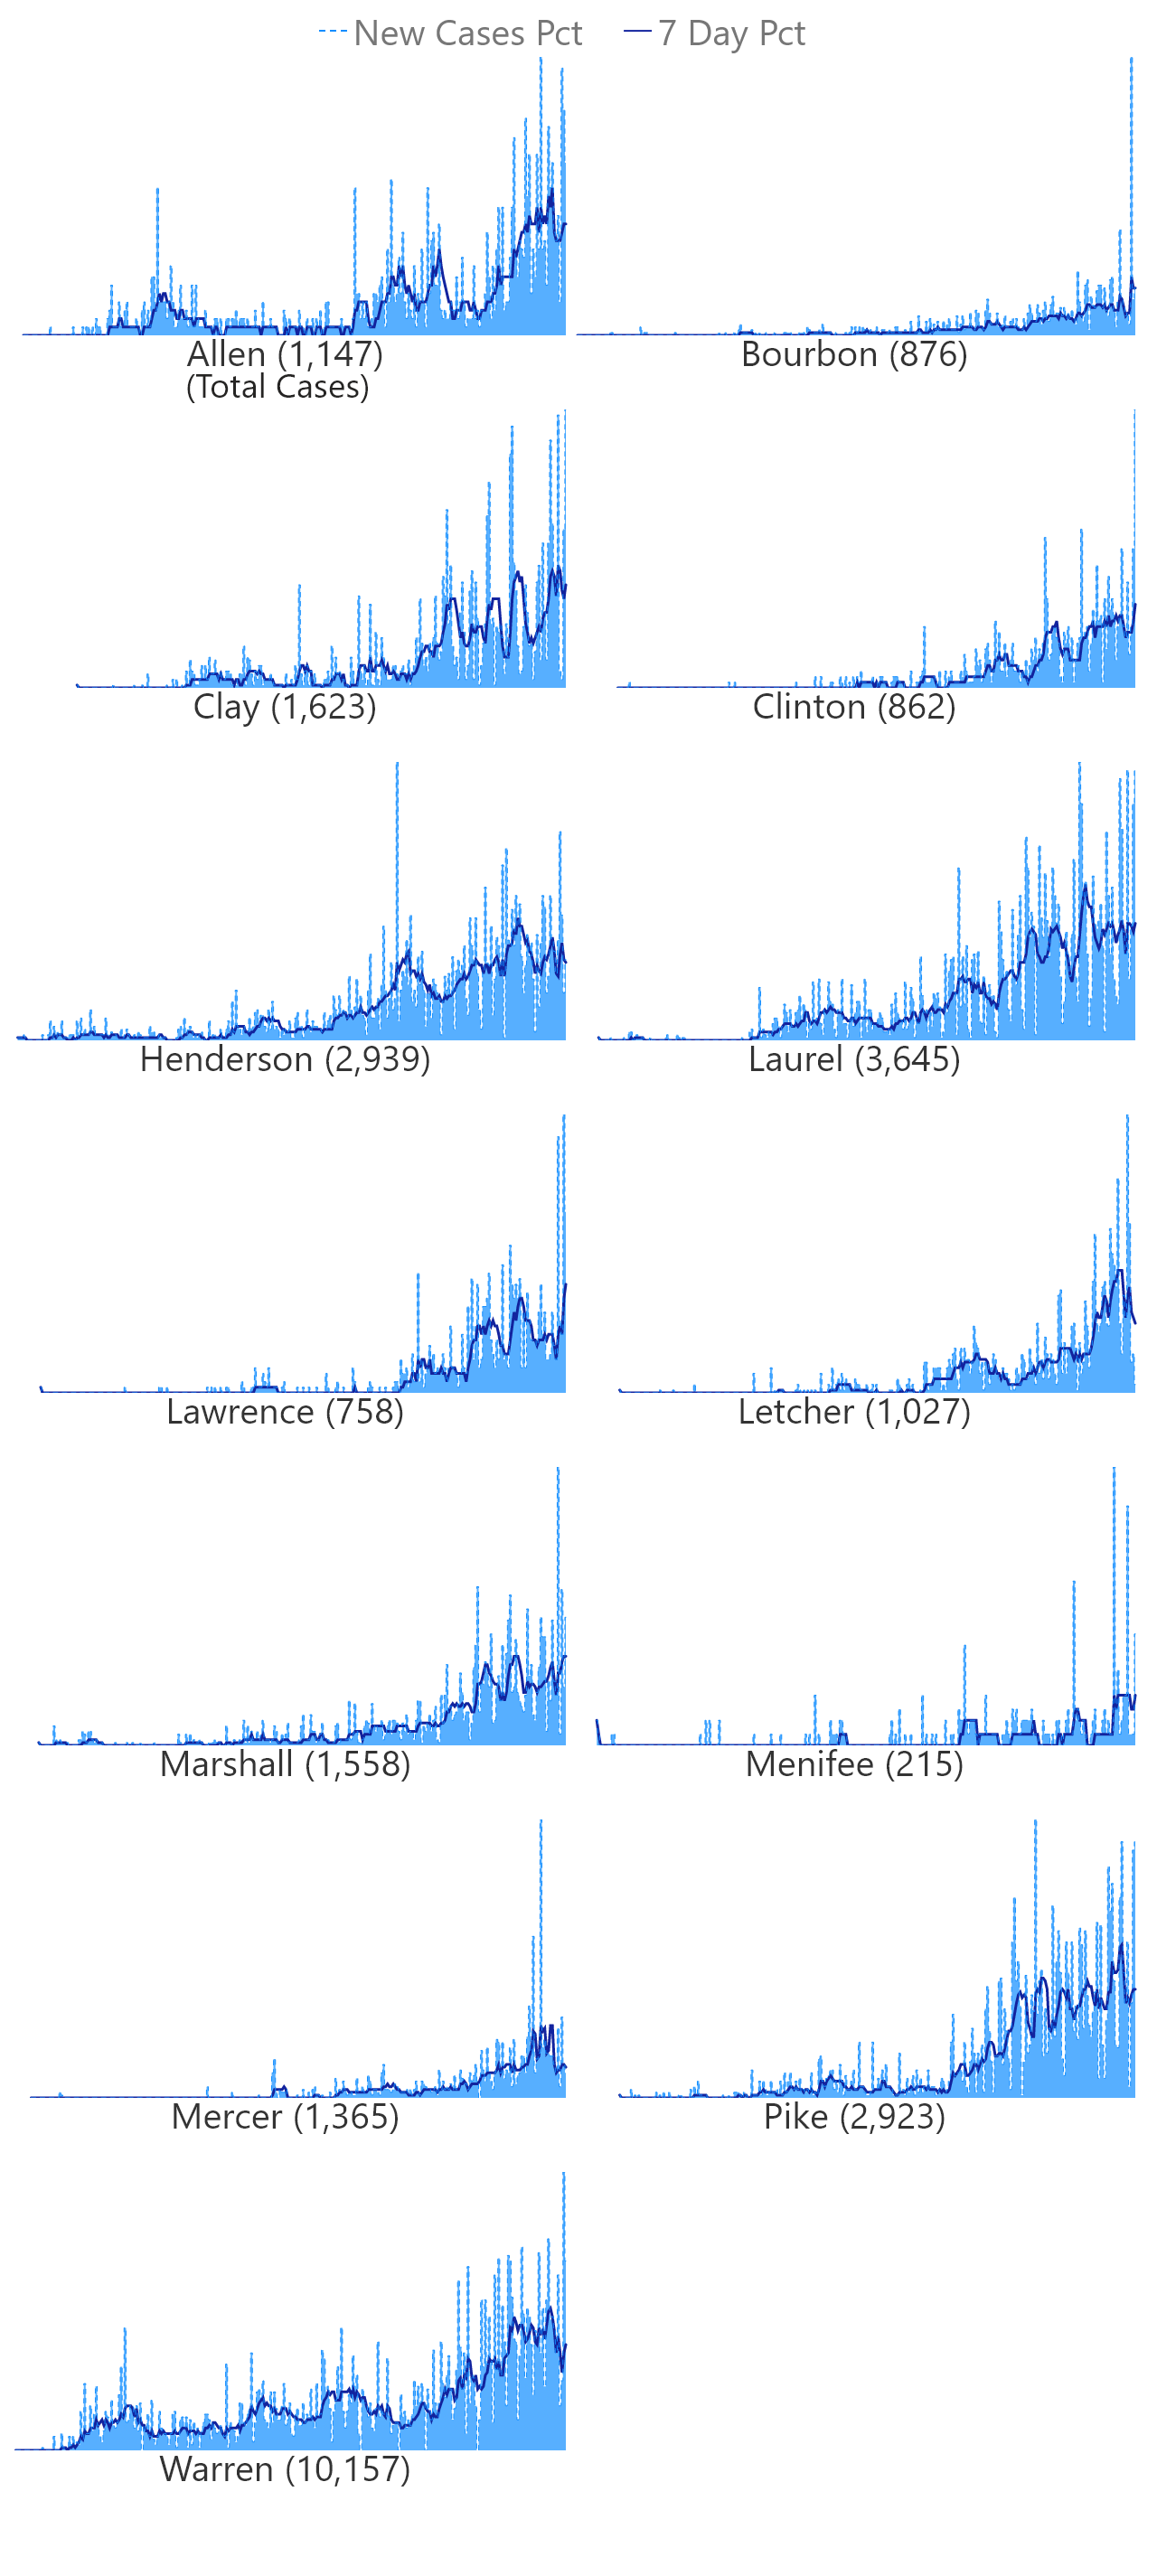 New Cases Pct 7 Day Pct
Allen (1,147) Bourbon (876)
(Total Cases)
Clay (1,623) Clinton (862)
Henderson (2,939) Laurel (3,645)
Lawrence (758) Letcher (1,027)
Marshall (1,558) Menifee (215)
Mercer (1,365) Pike (2,923)
Warren (10,157)